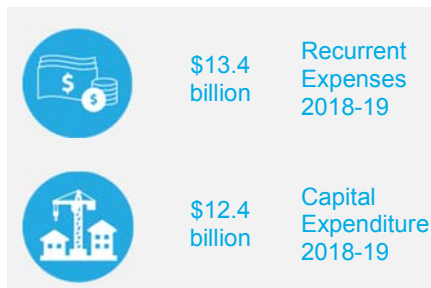 $
$
$13.4
billion
Recurrent
Expenses
2018-19
$12.4
billion
Capital
Expenditure
2018-19